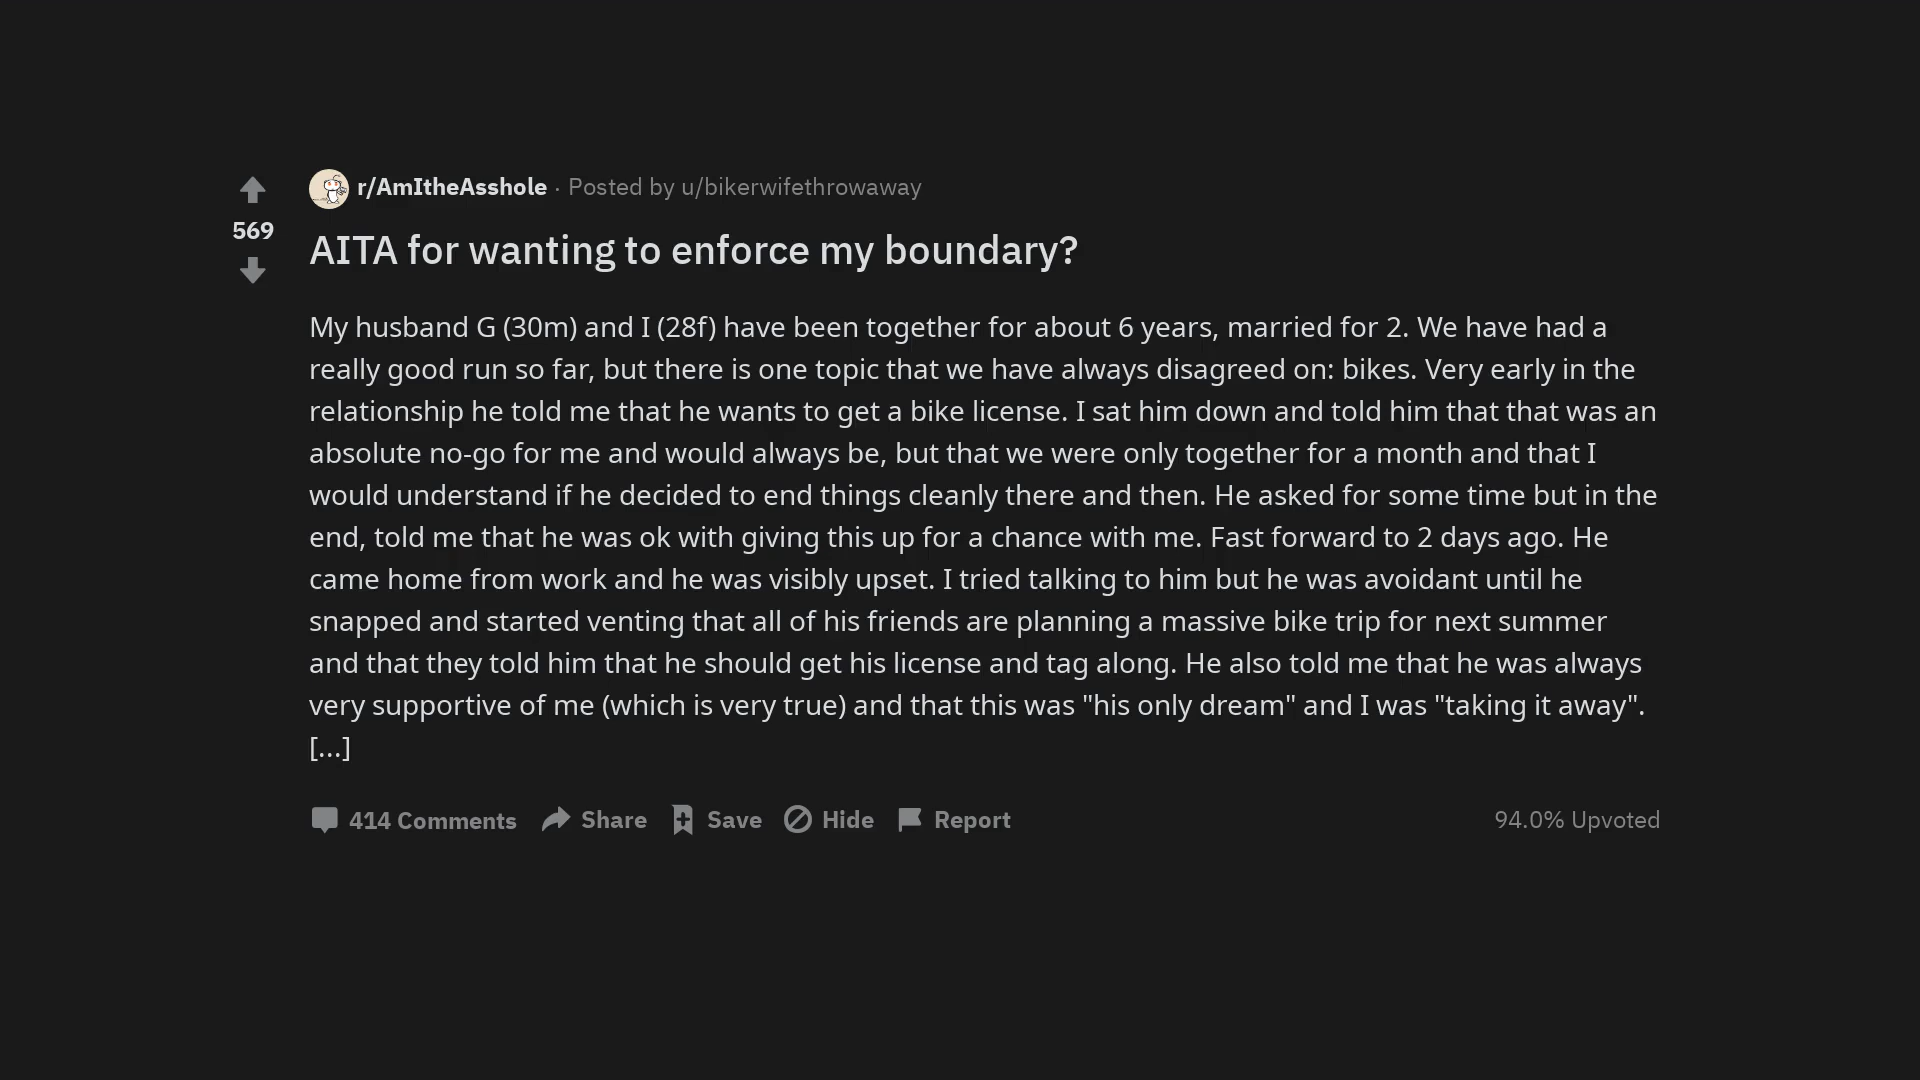 r/AmItheAsshole · Posted by u/bikerwifethrowaway
569
AITA for wanting to enforce my boundary?
My husband G (30m) and I (28f) have been together for about 6 years, married for 2. We have had a
really good run so far, but there is one topic that we have always disagreed on: bikes. Very early in the
relationship he told me that he wants to get a bike license. I sat him down and told him that that was an
absolute no-go for me and would always be, but that we were only together for a month and that I
would understand if he decided to end things cleanly there and then. He asked for some time but in the
end, told me that he was ok with giving this up for a chance with me. Fast forward to 2 days ago. He
came home from work and he was visibly upset. I tried talking to him but he was avoidant until he
snapped and started venting that all of his friends are planning a massive bike trip for next summer
and that they told him that he should get his license and tag along. He also told me that he was always
very supportive of me (which is very true) and that this was "his only dream" and I was "taking it away".
[...]
414 Comments Share Save Hide Report 94.0% Upvoted